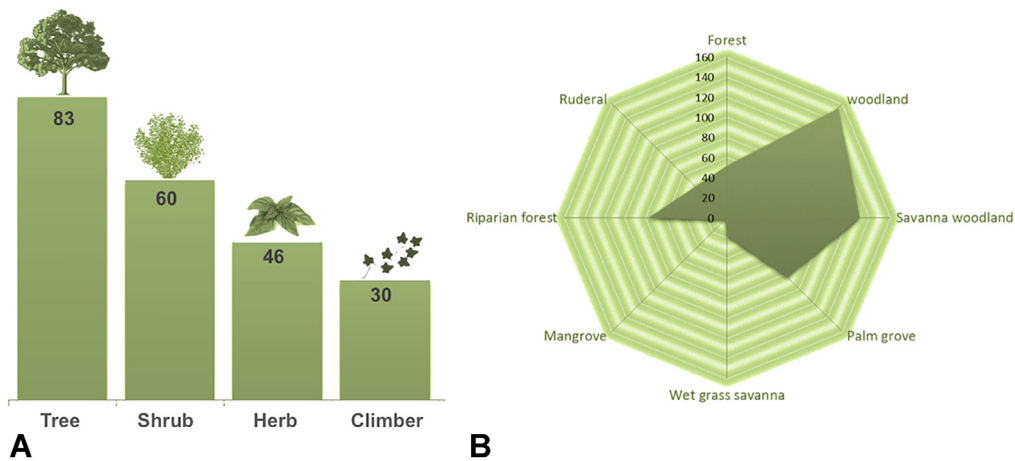 83
60
46
30
Tree Shrub Herb Climber
A
Forest
160
140
120
100
80
60
40
20
0
woodland
Savanna woodland
Palm grove
Wet grass savanna
Mangrove
Riparian forest
Ruderal
B